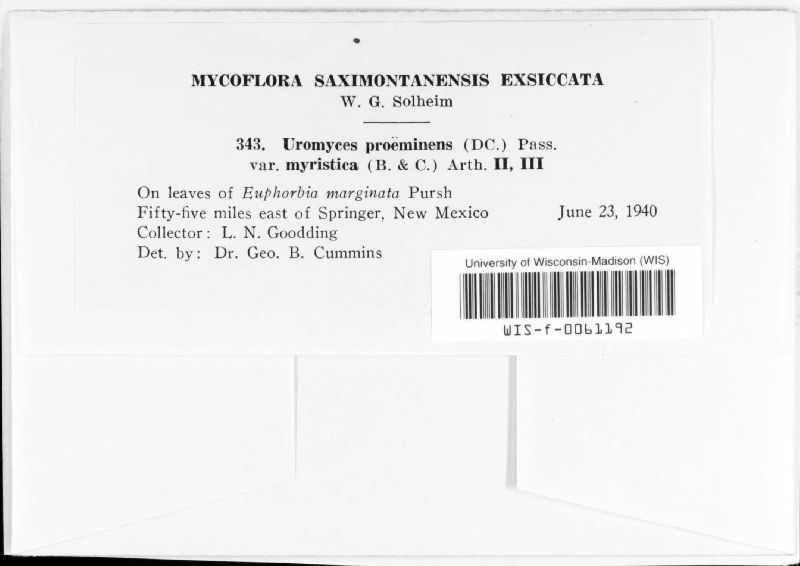 MYCOFLORA SAXIMONTANENSIS EXSICCATA
W. G. Solheim
343. Uromyces proëminens (DC.) Pass.
var. myristica (B. & C.) Arth. II, III
On leaves of Euphorbia marginata Pursh
Fifty-five miles east of Springer, New Mexico June 23, 1940
Collector: L. N. Goodding
Det. by: Dr. Geo. B. Cummins
University of Wisconsin-Madison (WIS)
WIS-f-0061192